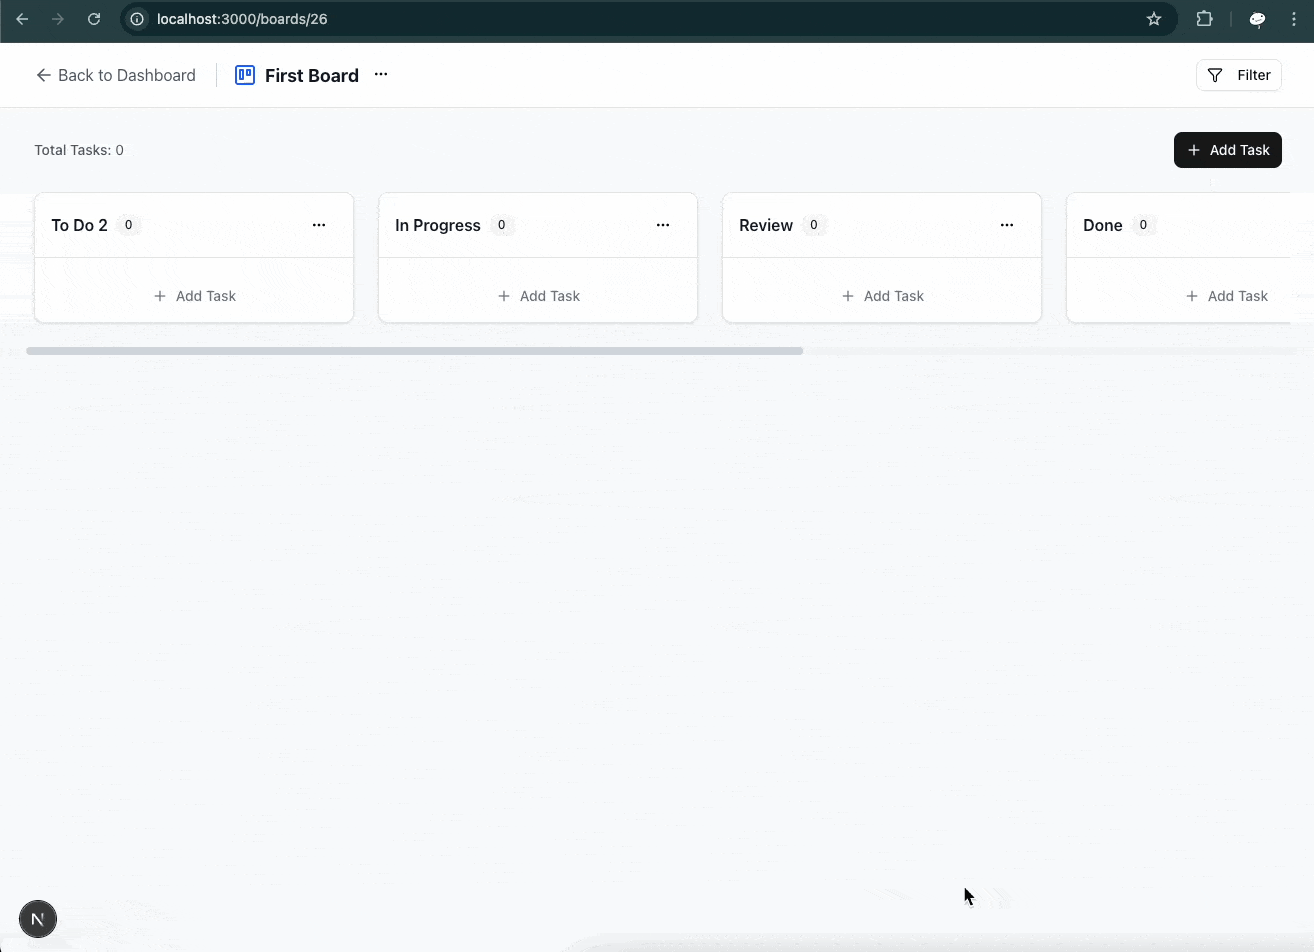 localhost:3000/boards/26
Back to Dashboard
First Board
Filter
Total Tasks: 0
Add Task
To Do 2 0
In Progress 0
Review 0
Done 0
Add Task
Add Task
Add Task
Add Task
N